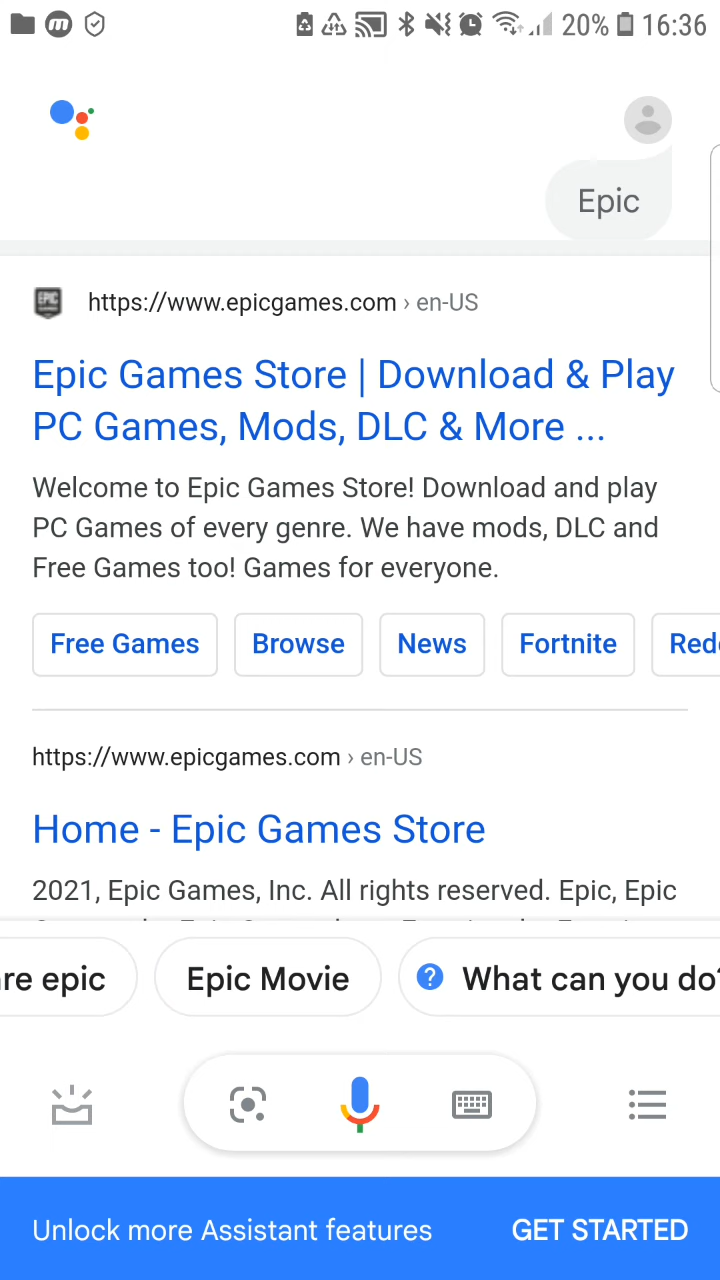 20% 16:36
Epic
https://www.epicgames.com › en-US
Epic Games Store | Download & Play
PC Games, Mods, DLC & More ...
Welcome to Epic Games Store! Download and play
PC Games of every genre. We have mods, DLC and
Free Games too! Games for everyone.
Free Games Browse News Fortnite Red
https://www.epicgames.com › en-US
Home - Epic Games Store
2021, Epic Games, Inc. All rights reserved. Epic, Epic
re epic Epic Movie What can you do?
Unlock more Assistant features GET STARTED